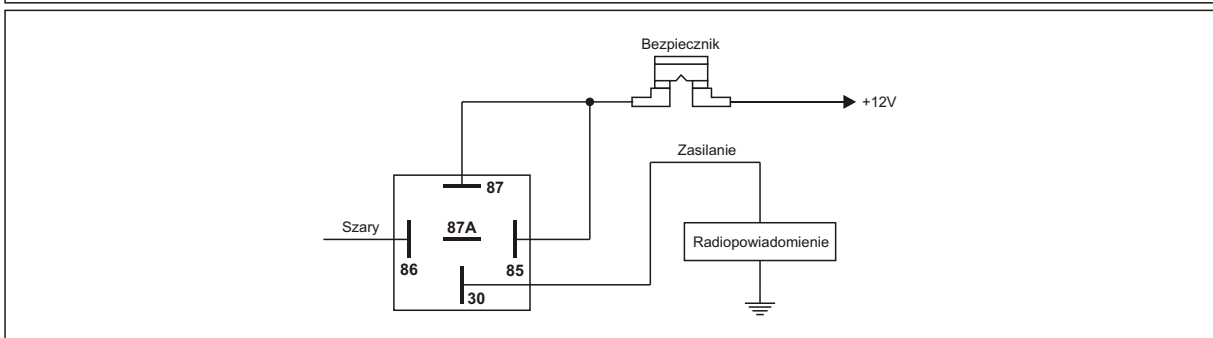 Bezpiecznik
+12V
Zasilanie
87
Szary
87A
Radiopowiadomienie
86
85
30